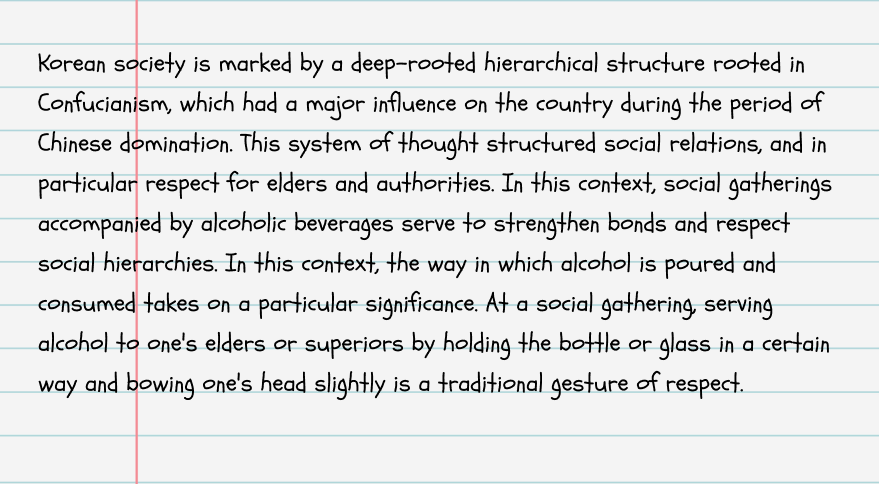 Korean society is marked by a deep-rooted hierarchical structure rooted in
Confucianism, which had a major influence on the country during the period of
Chinese domination. This system of thought structured social relations, and in
particular respect for elders and authorities. In this context, social gatherings
accompanied by alcoholic beverages serve to strengthen bonds and respect
social hierarchies. In this context, the way in which alcohol is poured and
consumed takes on a particular significance. At a social gathering, serving
alcohol to one's elders or superiors by holding the bottle or glass in a certain
way and bowing one's head slightly is a traditional gesture of respect.